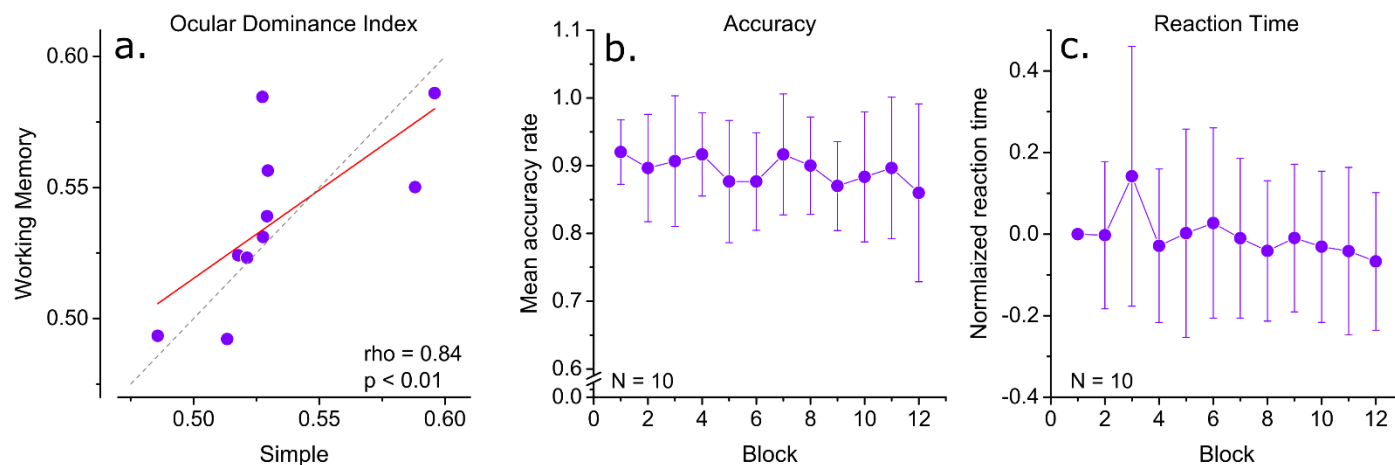 Ocular Dominance Index
a.
0.60
0.55
0.50
Working Memory
rho = 0.84
p < 0.01
0.50 0.55 0.60
Simple
Accuracy
b.
1.1
1.0
0.9
0.8
0.7
0.6
0.0
Mean accuracy rate
N = 10
0 2 4 6 8 10 12
Block
Reaction Time
c.
0.4
0.2
0.0
-0.2
-0.4
Normlaized reaction time
N = 10
0 2 4 6 8 10 12
Block